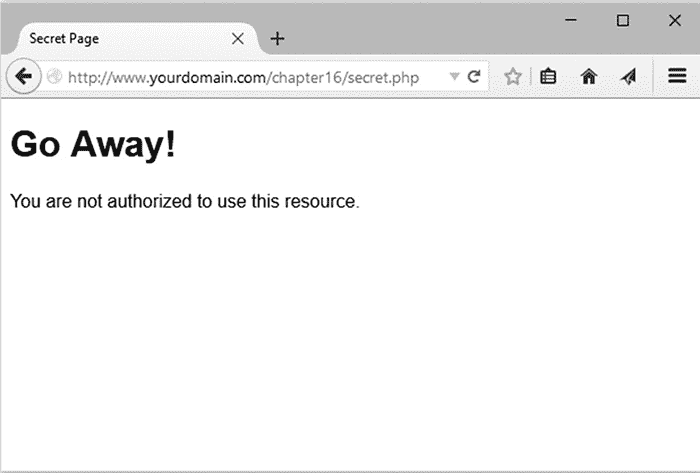 Secret Page
http://www.yourdomain.com/chapter16/secret.php
Go Away!
You are not authorized to use this resource.